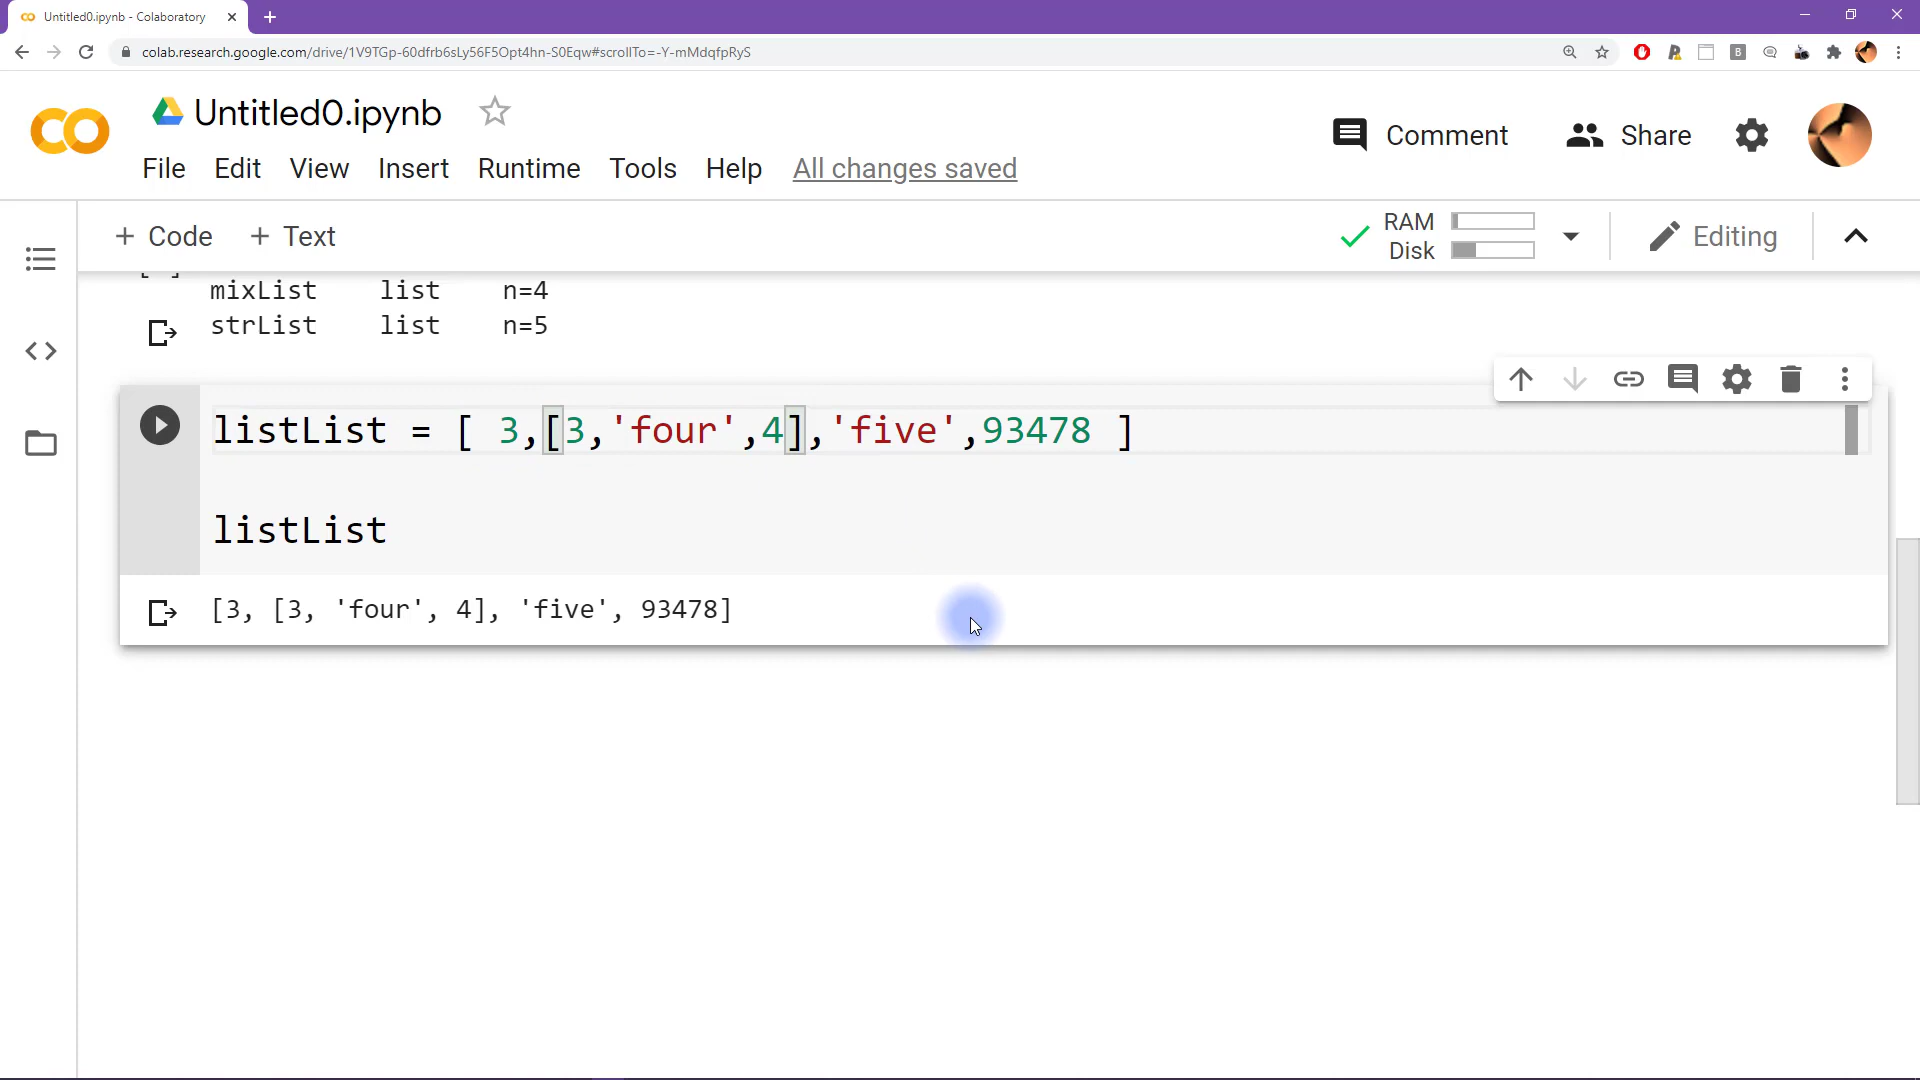 Untitled0.ipynb - Colaboratory
colab.research.google.com/drive/1V9TGp-60dfrb6sLy56F5Opt4hn-S0Eqw#scrollTo=-Y-mMdqfpRyS
Untitled0.ipynb
Comment Share
File Edit View Insert Runtime Tools Help All changes saved
+ Code + Text
RAM
Disk
Editing
mixList list n=4
strList list n=5
listList = [ 3,[3,'four',4],'five',93478 ]
listList
[3, [3, 'four', 4], 'five', 93478]